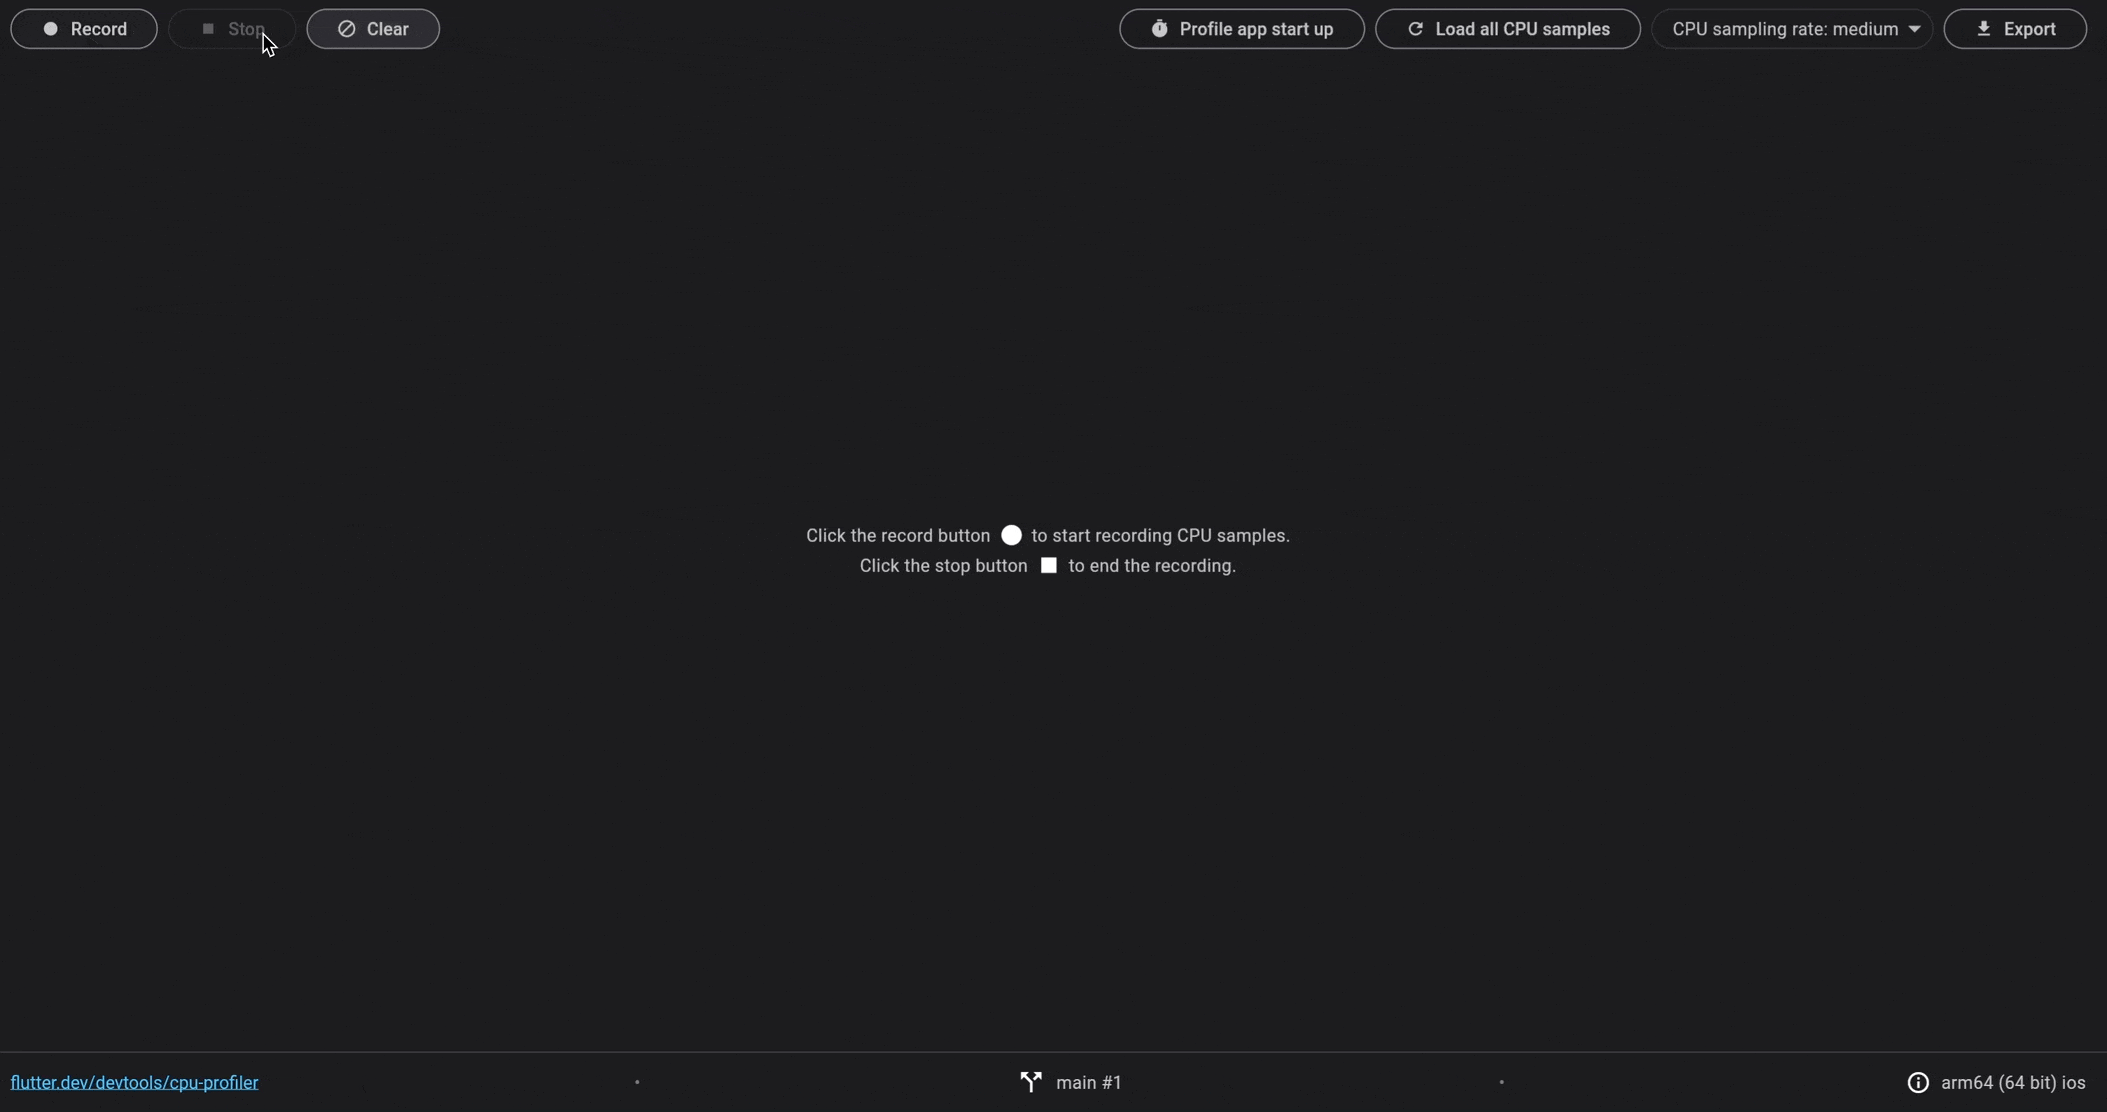 Record Stop Clear Profile app start up Load all CPU samples CPU sampling rate: medium Export
Click the record button to start recording CPU samples.
Click the stop button to end the recording.
flutter.dev/devtools/cpu-profiler • main #1 • arm64 (64 bit) ios